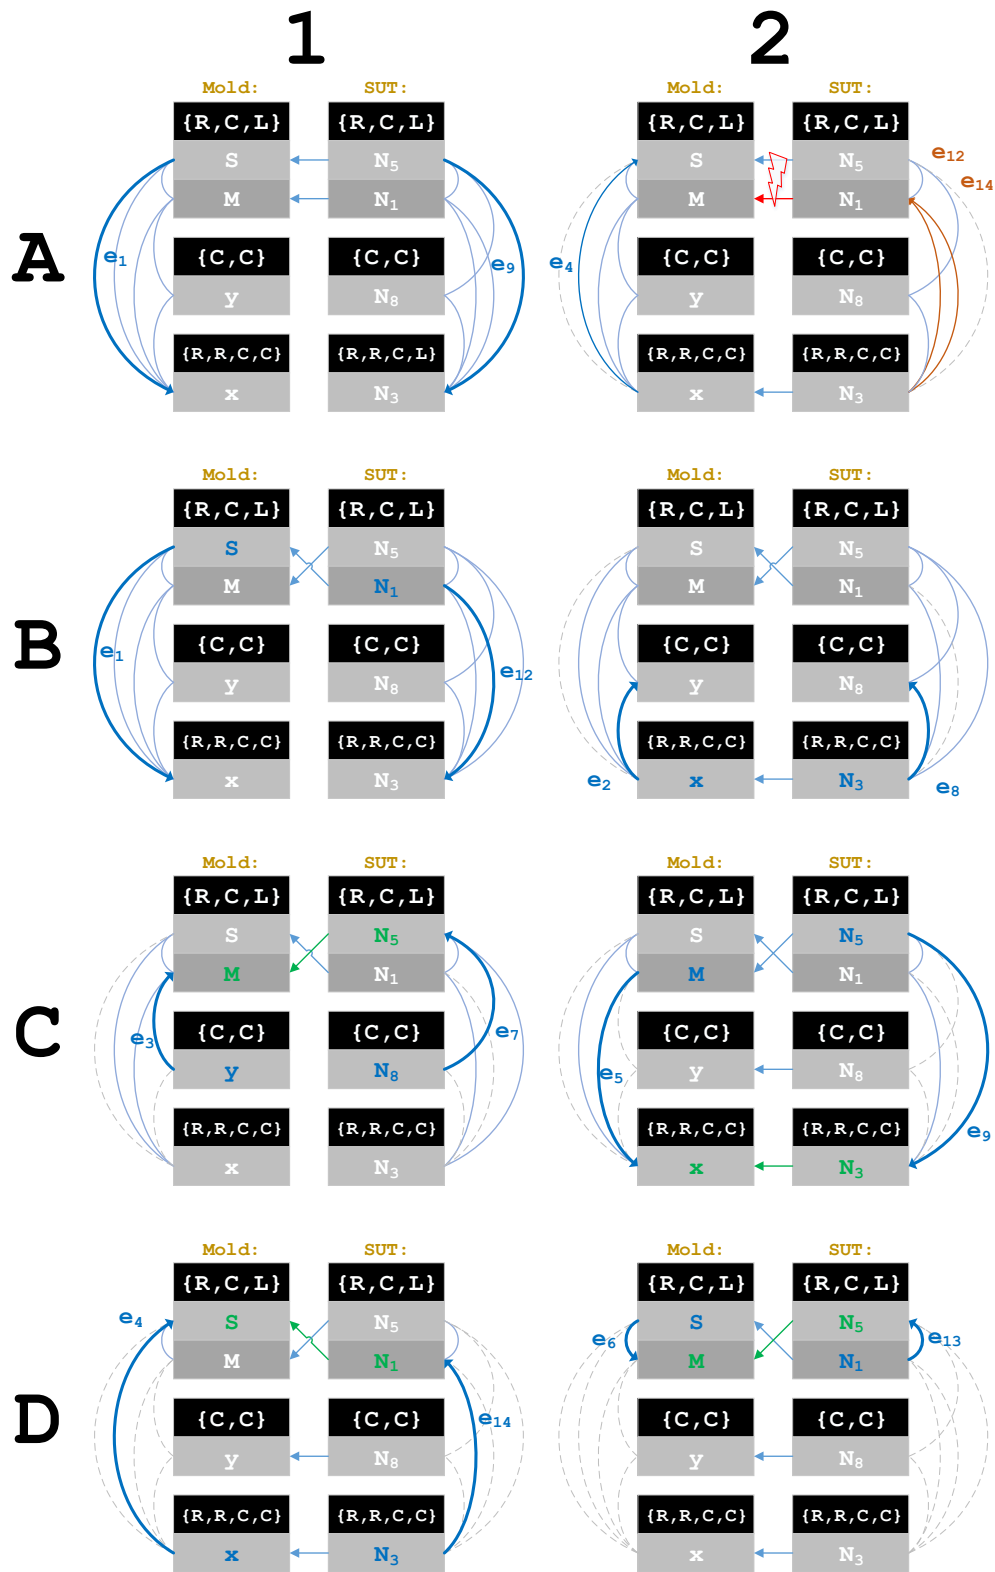 1 2
A
Mold: SUT:
{R,C,L} {R,C,L}
S N5
M N1
e1 e9
{C,C} {C,C}
y N8
{R,R,C,C} {R,R,C,L}
x N3
Mold: SUT:
{R,C,L} {R,C,L}
e12
S N5
e14
M N1
e4
{C,C} {C,C}
y N8
{R,R,C,C} {R,R,C,C}
x N3
B
Mold: SUT:
{R,C,L} {R,C,L}
S N5
M N1
e1 e12
{C,C} {C,C}
y N8
{R,R,C,C} {R,R,C,C}
x N3
Mold: SUT:
{R,C,L} {R,C,L}
S N5
M N1
{C,C} {C,C}
y N8
{R,R,C,C} {R,R,C,C}
x N3
e2 e8
C
Mold: SUT:
{R,C,L} {R,C,L}
S N5
M N1
e3 e7
{C,C} {C,C}
y N8
{R,R,C,C} {R,R,C,C}
x N3
Mold: SUT:
{R,C,L} {R,C,L}
S N5
M N1
{C,C} {C,C}
y N8
e5
{R,R,C,C} {R,R,C,C}
e9
x N3
D
Mold: SUT:
{R,C,L} {R,C,L}
e4
S N5
M N1
{C,C} {C,C}
e14
y N8
{R,R,C,C} {R,R,C,C}
x N3
Mold: SUT:
{R,C,L} {R,C,L}
S N5
e6 e13
M N1
{C,C} {C,C}
y N8
{R,R,C,C} {R,R,C,C}
x N3